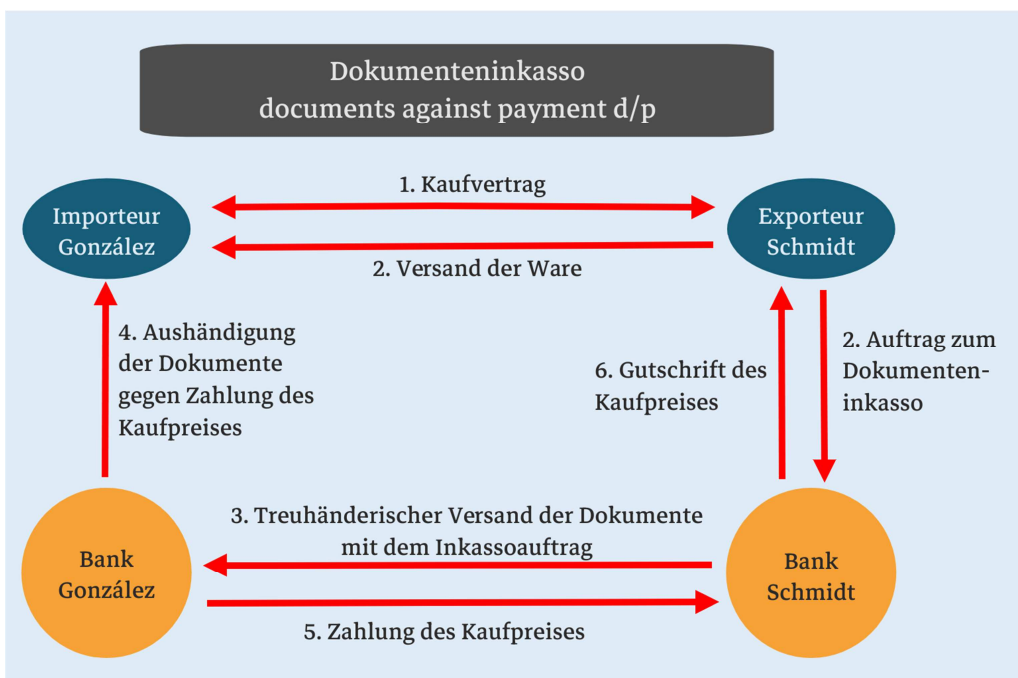 Dokumenteninkasso
documents against payment d/p
1. Kaufvertrag
Importeur
González
Exporteur
Schmidt
2. Versand der Ware
4. Aushändigung
der Dokumente
gegen Zahlung des
Kaufpreises
6. Gutschrift des
Kaufpreises
2. Auftrag zum
Dokumenten-
inkasso
3. Treuhänderischer Versand der Dokumente
mit dem Inkassoauftrag
Bank
González
Bank
Schmidt
5. Zahlung des Kaufpreises